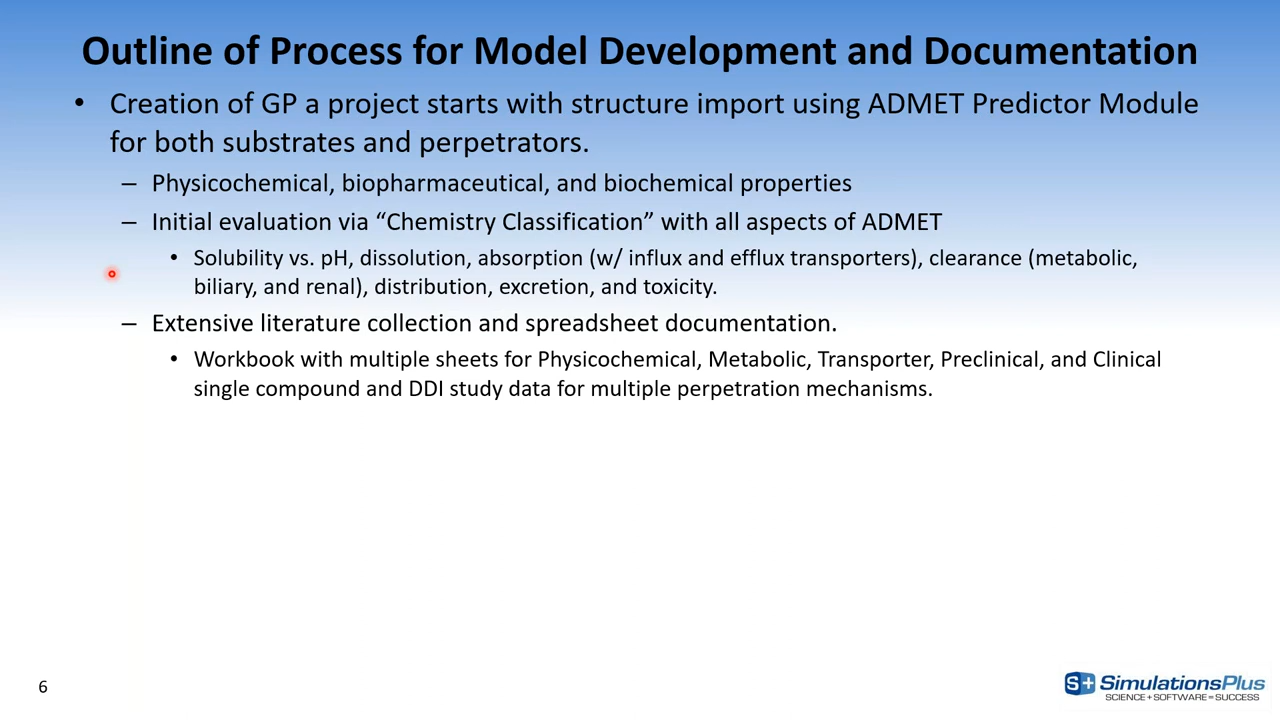 Outline of Process for Model Development and Documentation
• Creation of GP a project starts with structure import using ADMET Predictor Module
for both substrates and perpetrators.
– Physicochemical, biopharmaceutical, and biochemical properties
– Initial evaluation via “Chemistry Classification” with all aspects of ADMET
• Solubility vs. pH, dissolution, absorption (w/ influx and efflux transporters), clearance (metabolic,
biliary, and renal), distribution, excretion, and toxicity.
– Extensive literature collection and spreadsheet documentation.
• Workbook with multiple sheets for Physicochemical, Metabolic, Transporter, Preclinical, and Clinical
single compound and DDI study data for multiple perpetration mechanisms.
6
S+ SimulationsPlus
SCIENCE+SOFTWARE=SUCCESS